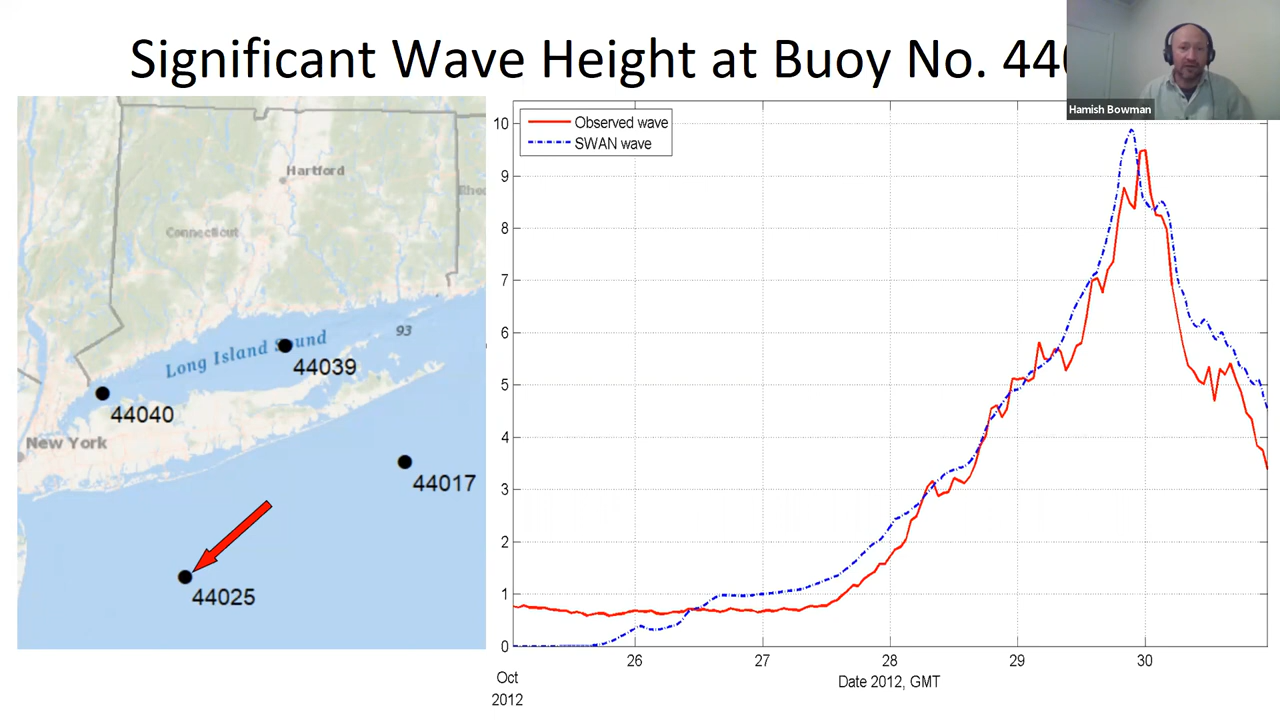 Significant Wave Height at Buoy No.
Hamish Bowman
Hartford
Connecticut
Long Island Sound
93
44039
44040
New York
44017
44025
Observed wave
SWAN wave
10
9
8
7
6
5
4
3
2
1
0
26 27 28 29 30
Oct
2012
Date 2012, GMT